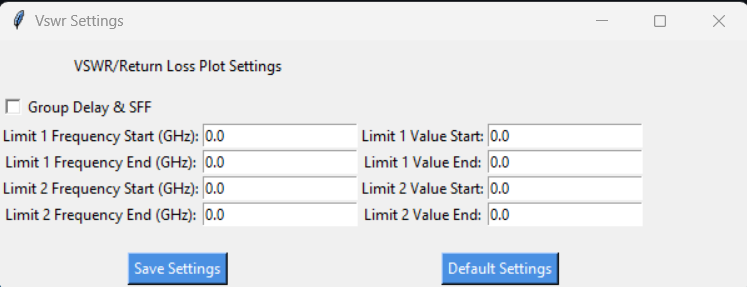 Vswr Settings
VSWR/Return Loss Plot Settings
Group Delay & SFF
Limit 1 Frequency Start (GHz): 0.0 Limit 1 Value Start: 0.0
Limit 1 Frequency End (GHz): 0.0 Limit 1 Value End: 0.0
Limit 2 Frequency Start (GHz): 0.0 Limit 2 Value Start: 0.0
Limit 2 Frequency End (GHz): 0.0 Limit 2 Value End: 0.0
Save Settings Default Settings